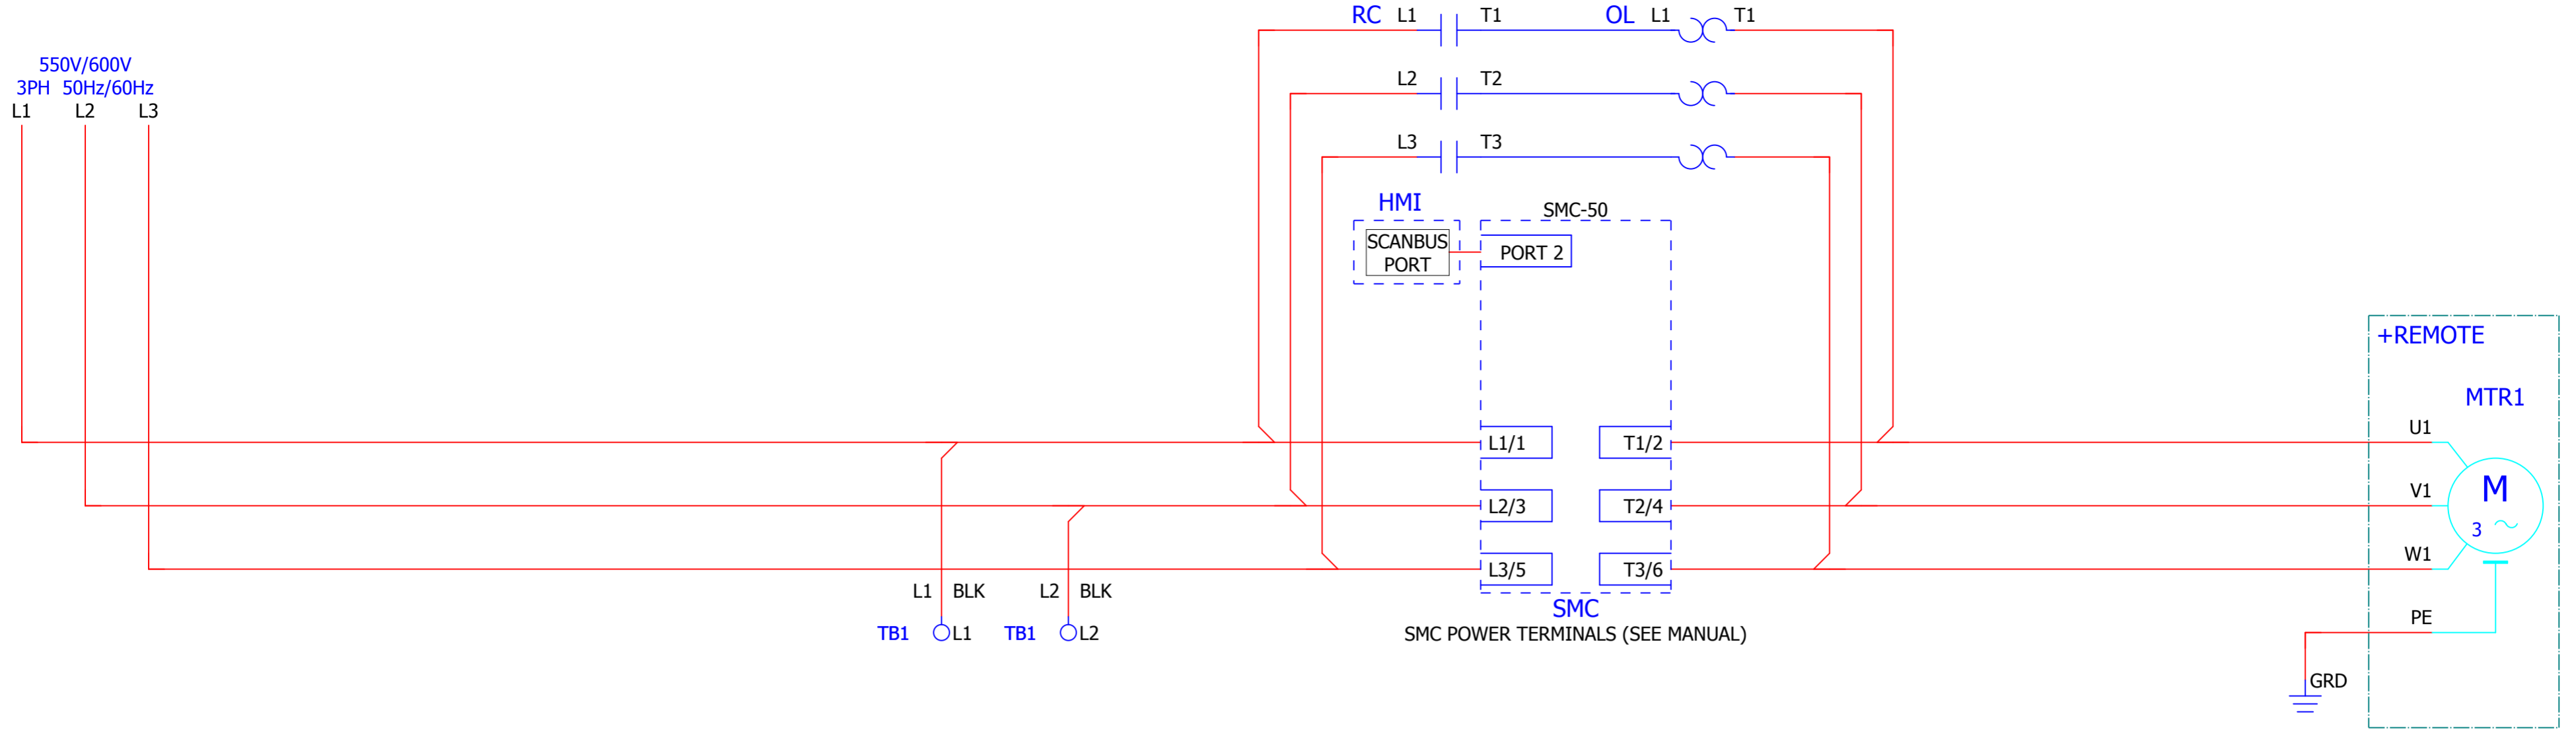 RC L1 T1 OL L1 T1
550V/600V
3PH 50Hz/60Hz
L1 L2 L3
L2 T2
L3 T3
HMI
SMC-50
SCANBUS
PORT
PORT 2
+REMOTE
MTR1
U1
L1/1 T1/2
V1
M
3
L2/3 T2/4
W1
L3/5 T3/6
L1 BLK L2 BLK
SMC
PE
TB1 L1 TB1 L2
SMC POWER TERMINALS (SEE MANUAL)
GRD